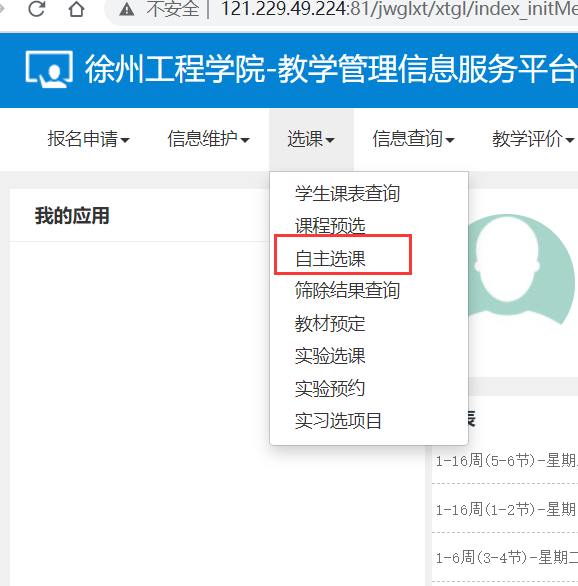 不安全 | 121.229.49.224:81/jwglxt/xtgl/index_initMe
徐州工程学院-教学管理信息服务平台
报名申请 信息维护 选课 信息查询 教学评价
学生课表查询
我的应用
课程预选
自主选课
筛除结果查询
教材预定
实验选课
实验预约
实习选项目
表
1-16周(5-6节)-星期
1-16周(1-2节)-星期
1-6周(3-4节)-星期二